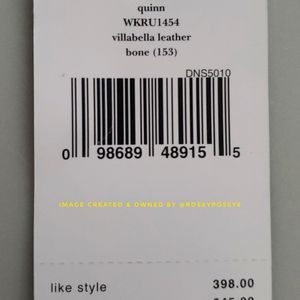 quinn
WKRU1454
villabella leather
bone (153)
DNS5010
0 98689 48915 5
IMAGE CREATED & OWNED BY @ROSEYPOSEYS
like style 398.00